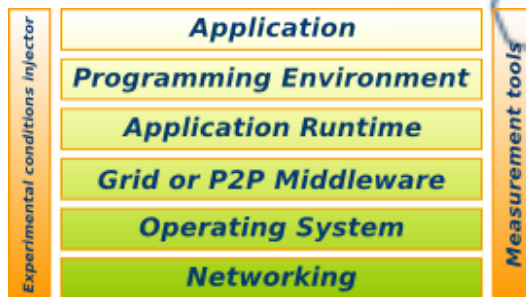 Experimental conditions injector
Application
Programming Environment
Application Runtime
Grid or P2P Middleware
Operating System
Networking
Measurement tools